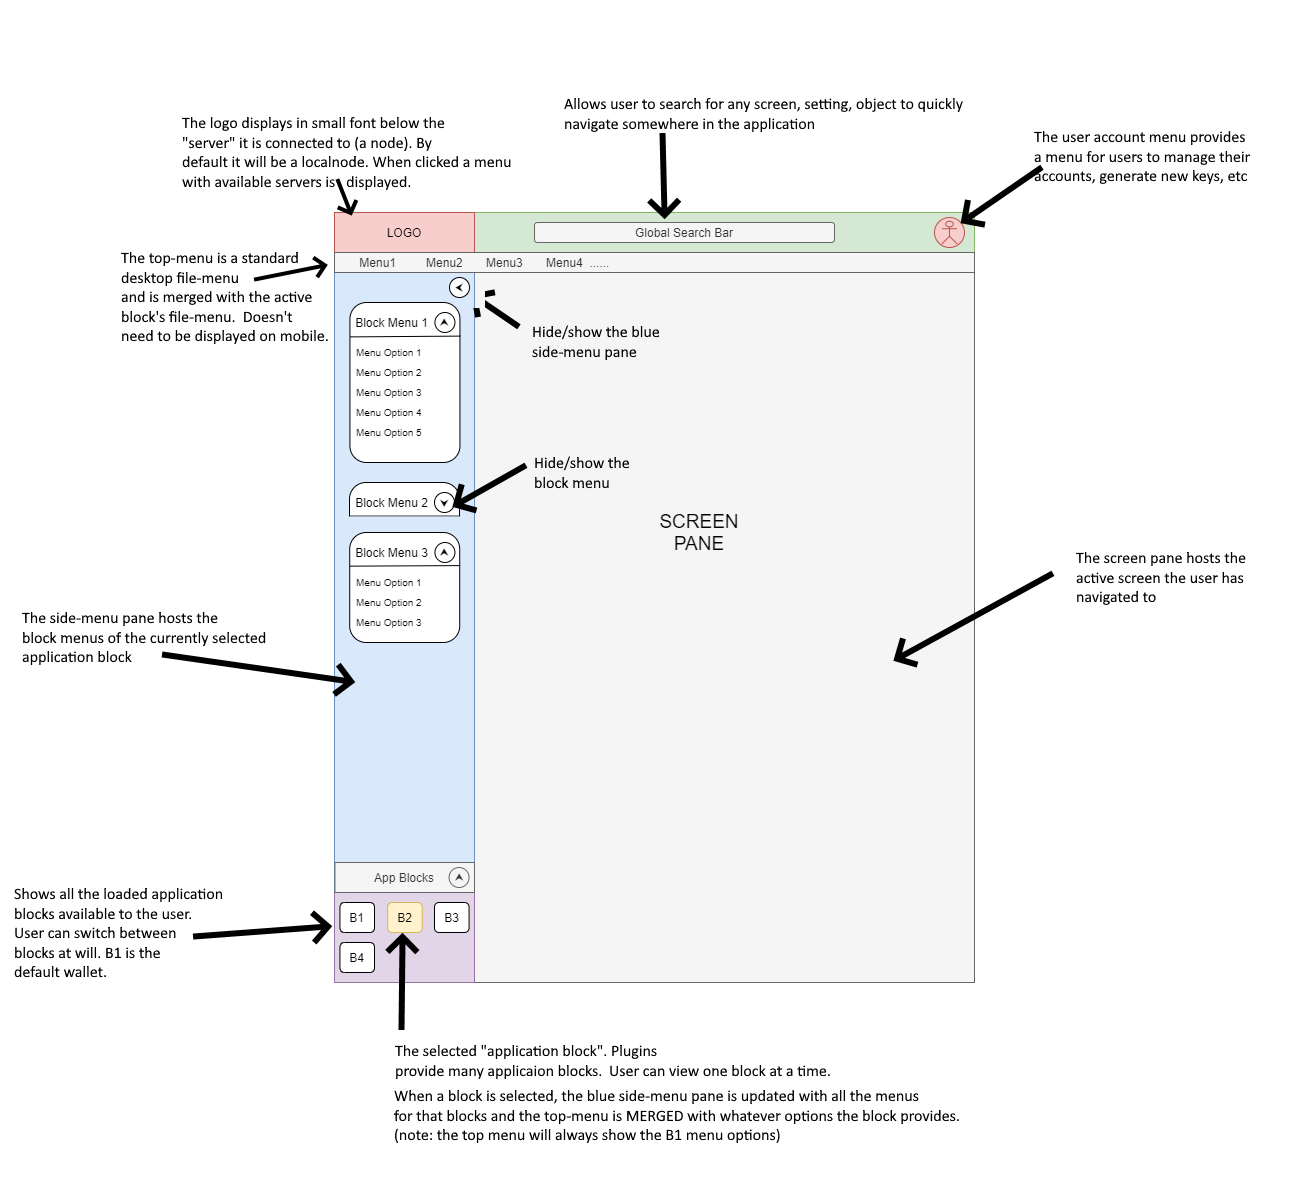 Allows user to search for any screen, setting, object to quickly
navigate somewhere in the application
The logo displays in small font below the
"server" it is connected to (a node). By
default it will be a localnode. When clicked a menu
with available servers is displayed.
The user account menu provides
a menu for users to manage their
accounts, generate new keys, etc
LOGO
Global Search Bar
The top-menu is a standard
desktop file-menu
and is merged with the active
block's file-menu. Doesn't
need to be displayed on mobile.
Menu1 Menu2 Menu3 Menu4 ......
Hide/show the blue
side-menu pane
Block Menu 1
Menu Option 1
Menu Option 2
Menu Option 3
Menu Option 4
Menu Option 5
Hide/show the
block menu
Block Menu 2
SCREEN
PANE
Block Menu 3
Menu Option 1
Menu Option 2
Menu Option 3
The screen pane hosts the
active screen the user has
navigated to
The side-menu pane hosts the
block menus of the currently selected
application block
App Blocks
Shows all the loaded application
blocks available to the user.
User can switch between
blocks at will. B1 is the
default wallet.
B1 B2 B3
B4
The selected "application block". Plugins
provide many applicaion blocks. User can view one block at a time.
When a block is selected, the blue side-menu pane is updated with all the menus
for that blocks and the top-menu is MERGED with whatever options the block provides.
(note: the top menu will always show the B1 menu options)